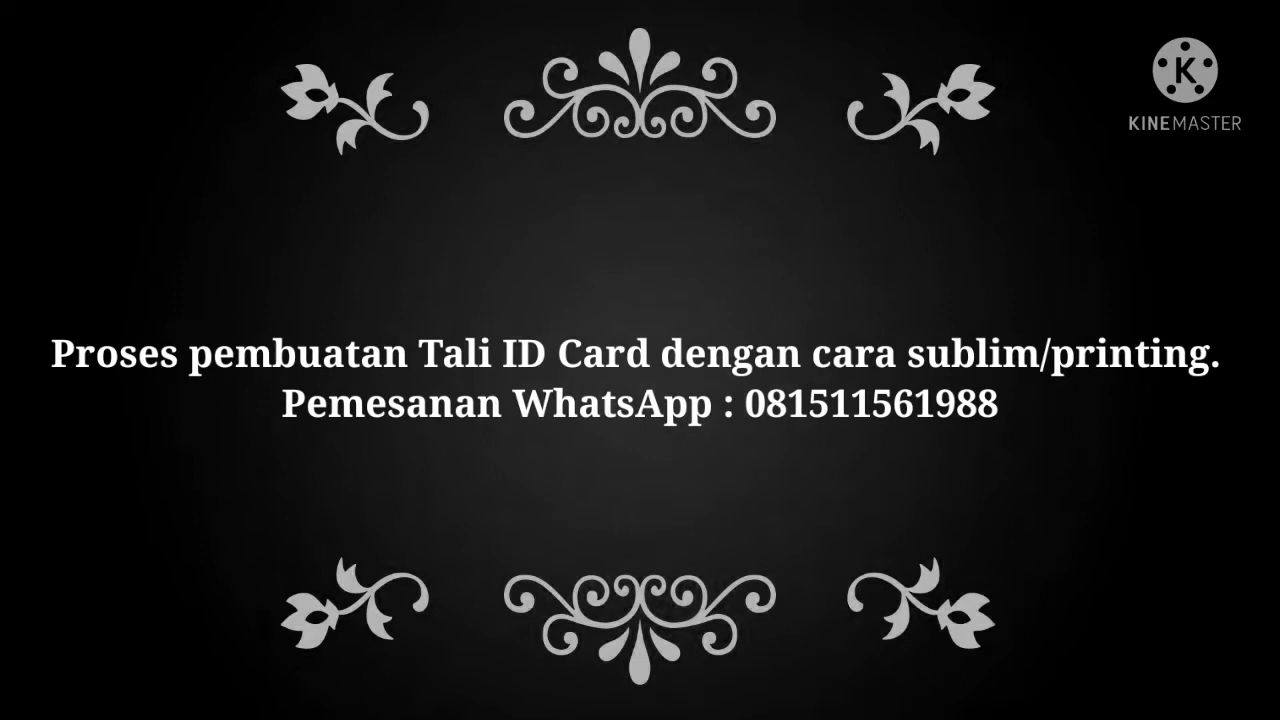 K
KINEMASTER
Proses pembuatan Tali ID Card dengan cara sublim/printing.
Pemesanan WhatsApp : 081511561988